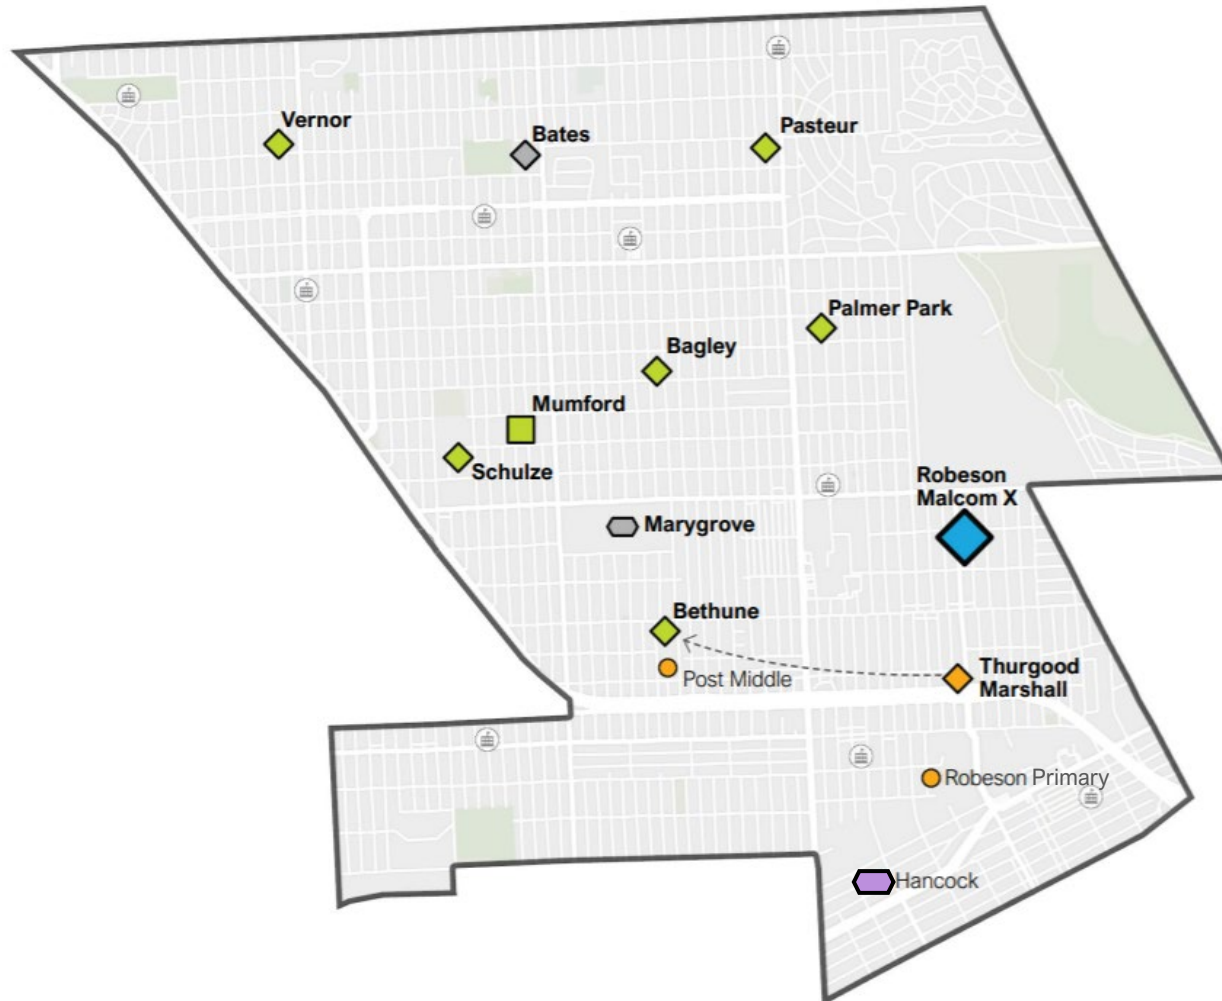 Vernor
Bates
Pasteur
Palmer Park
Bagley
Mumford
Schulze
Robeson
Malcom X
Marygrove
Bethune
Post Middle
Thurgood
Marshall
Robeson Primary
Hancock